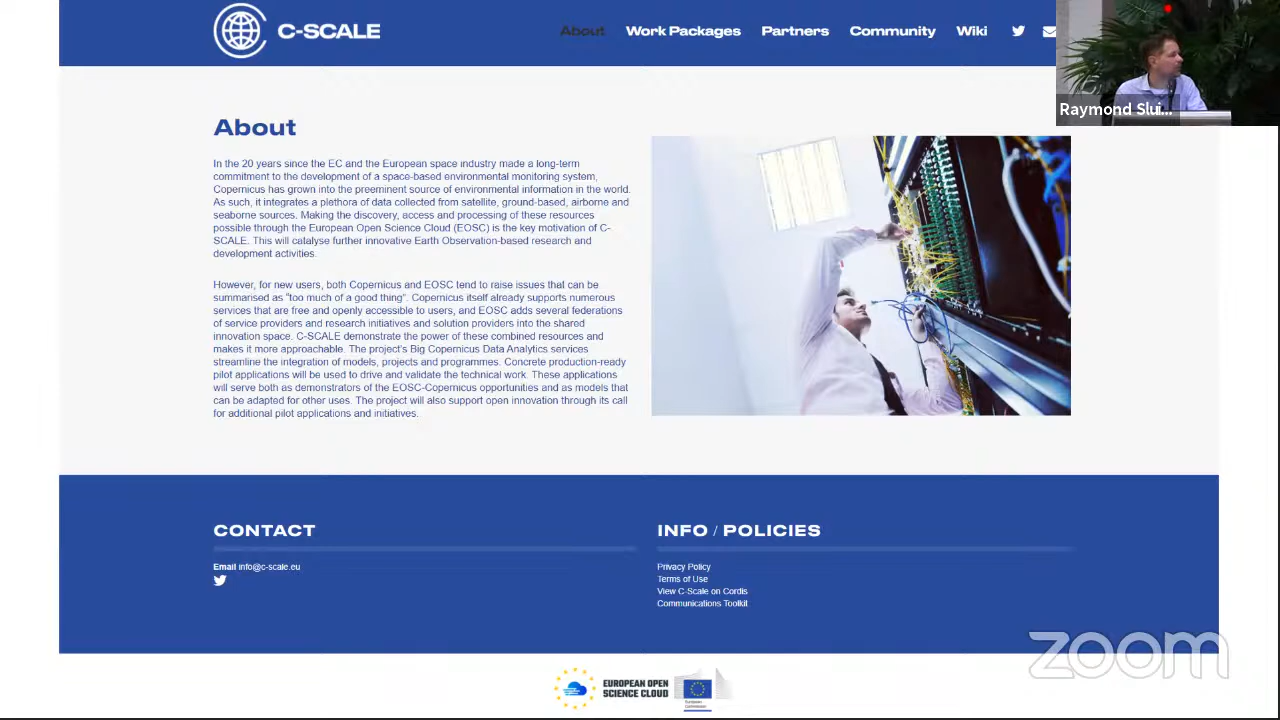 C-SCALE
About Work Packages Partners Community Wiki
Raymond Slui...
About
In the 20 years since the EC and the European space industry made a long-term
commitment to the development of a space-based environmental monitoring system,
Copernicus has grown into the preeminent source of environmental information in the world.
As such, it integrates a plethora of data collected from satellite, ground-based, airborne and
seaborne sources. Making the discovery, access and processing of these resources
possible through the European Open Science Cloud (EOSC) is the key motivation of C-
SCALE. This will catalyse further innovative Earth Observation-based research and
development activities.
However, for new users, both Copernicus and EOSC tend to raise issues that can be
summarised as “too much of a good thing”. Copernicus itself already supports numerous
services that are free and openly accessible to users, and EOSC adds several federations
of service providers and research initiatives and solution providers into the shared
innovation space. C-SCALE demonstrate the power of these combined resources and
makes it more approachable. The project's Big Copernicus Data Analytics services
streamline the integration of models, projects and programmes. Concrete production-ready
pilot applications will be used to drive and validate the technical work. These applications
will serve both as demonstrators of the EOSC-Copernicus opportunities and as models that
can be adapted for other uses. The project will also support open innovation through its call
for additional pilot applications and initiatives.
CONTACT
Email info@c-scale.eu
INFO / POLICIES
Privacy Policy
Terms of Use
View C-Scale on Cordis
Communications Toolkit
zoom
EUROPEAN OPEN
SCIENCE CLOUD
European
Commission